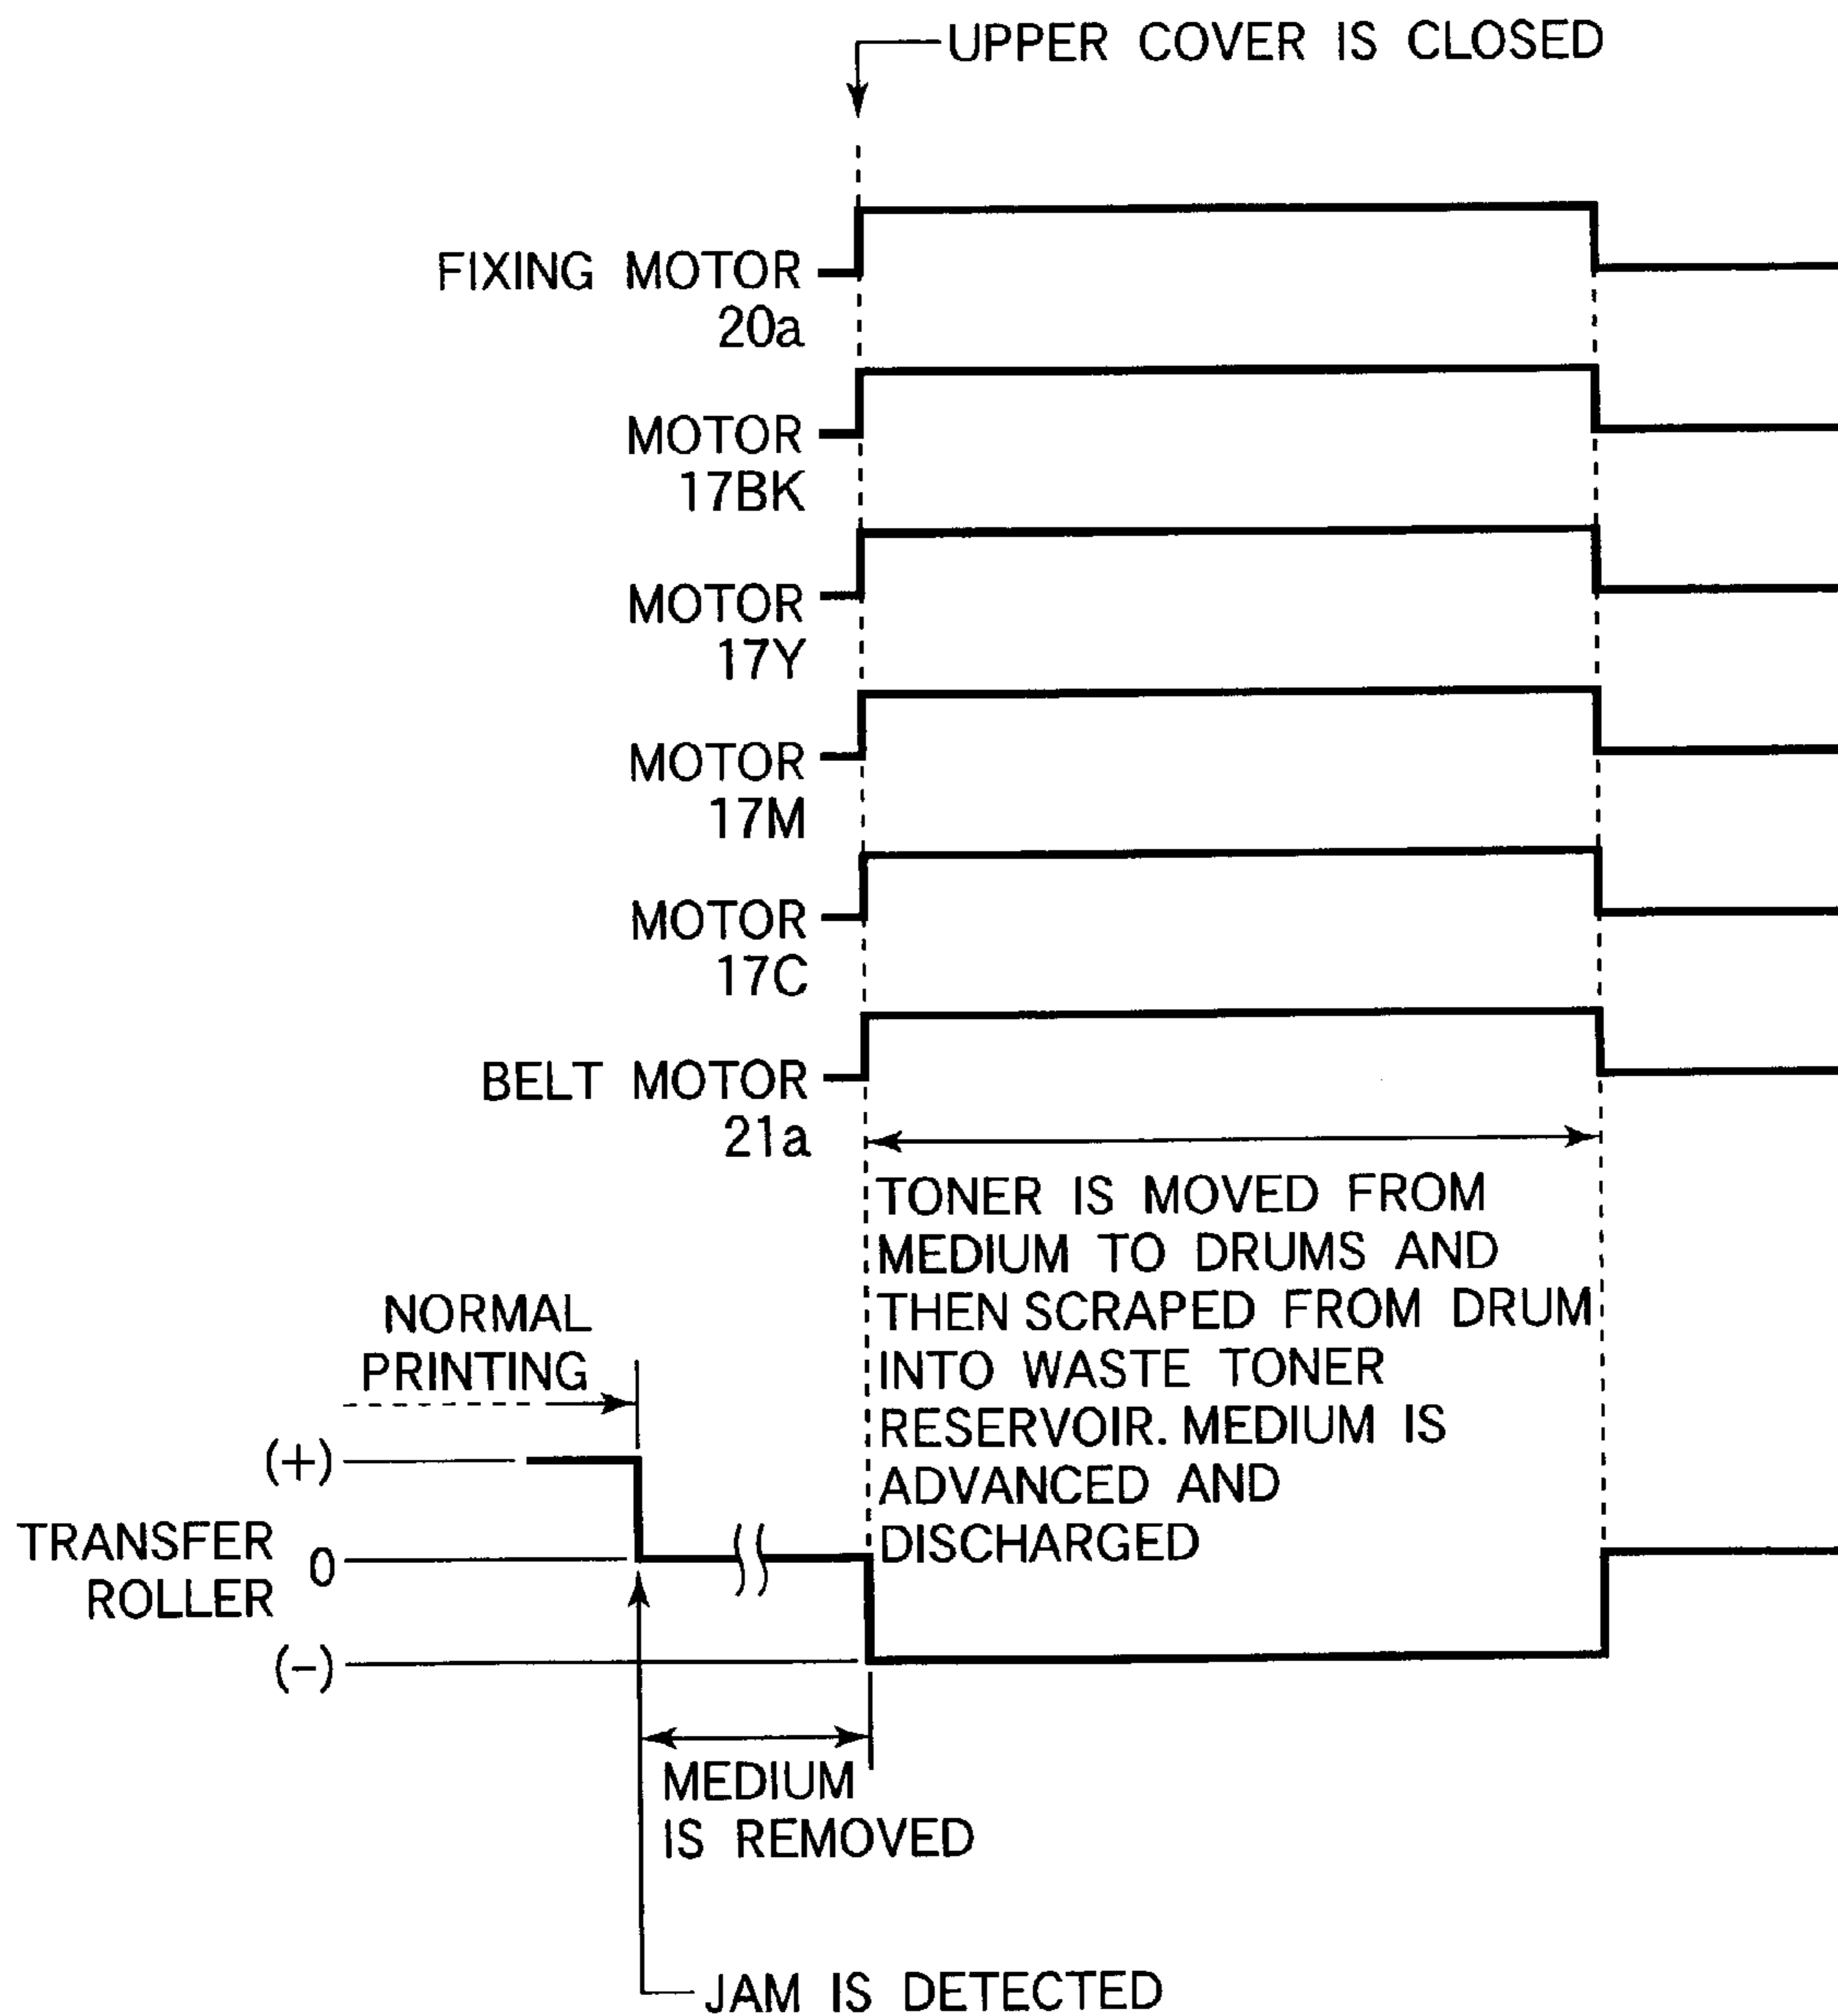 UPPER COVER IS CLOSED
FIXING MOTOR
20a
MOTOR
17BK
MOTOR
17Y
MOTOR
17M
MOTOR
17C
BELT MOTOR
21a
TONER IS MOVED FROM
MEDIUM TO DRUMS AND
THEN SCRAPED FROM DRUM
INTO WASTE TONER
RESERVOIR. MEDIUM IS
ADVANCED AND
DISCHARGED
NORMAL
PRINTING
(+)
TRANSFER
ROLLER
0
(-)
MEDIUM
IS REMOVED
JAM IS DETECTED